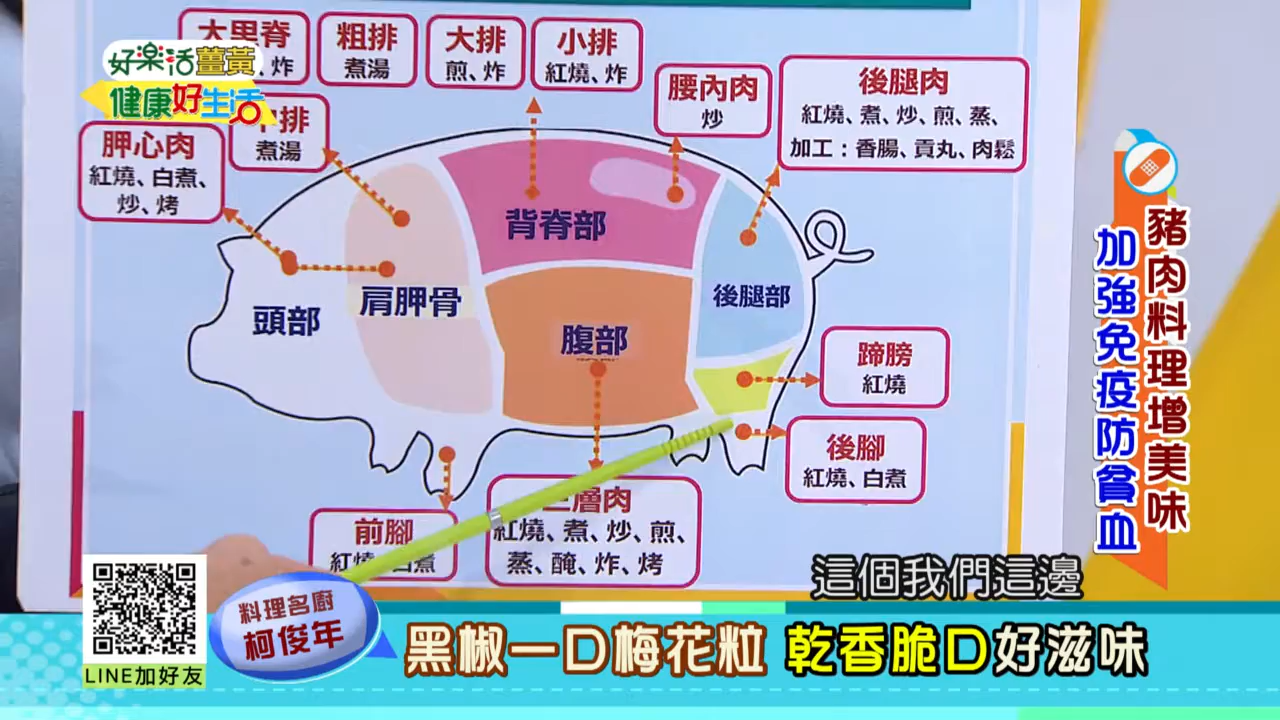 大里脊
、炸
粗排
煮湯
大排
煎、炸
小排
紅燒、炸
腰內肉
炒
後腿肉
紅燒、煮、炒、煎、蒸、
加工：香腸、貢丸、肉鬆
好樂活薑黃
健康好生活
排
煮湯
胛心肉
紅燒、白煮、
炒、烤
背脊部
肩胛骨
頭部
腹部
後腿部
蹄膀
紅燒
後腳
紅燒、白煮
前腳
紅燒
白煮
三層肉
紅燒、煮、炒、煎、
蒸、醃、炸、烤
豬肉料理增美味
加強免疫防貧血
這個我們這邊
料理名廚
柯俊年
黑椒一口梅花粒 乾香脆口好滋味
LINE加好友